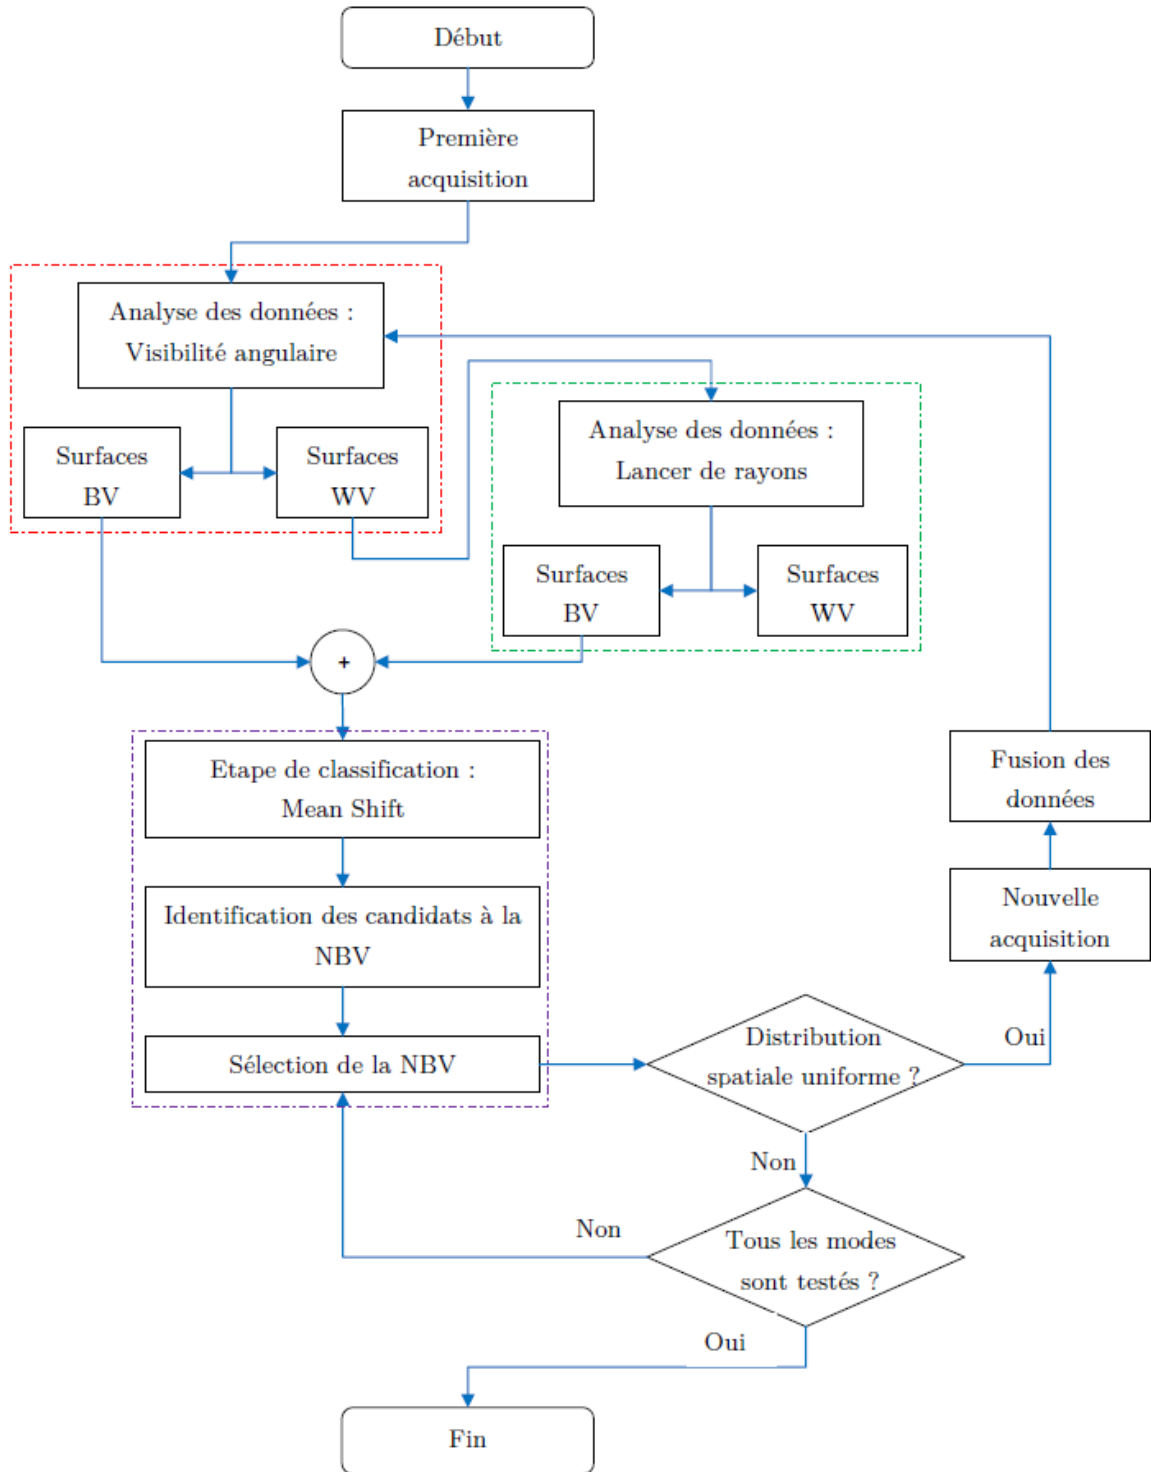 Début
Première
acquisition
Analyse des données :
Visibilité angulaire
Surfaces
BV
Surfaces
WV
Analyse des données :
Lancer de rayons
Surfaces
BV
Surfaces
WV
+
Etape de classification :
Mean Shift
Identification des candidats à la
NBV
Sélection de la NBV
Distribution
spatiale uniforme ?
Oui
Nouvelle
acquisition
Fusion des
données
Non
Tous les modes
sont testés ?
Non
Oui
Fin